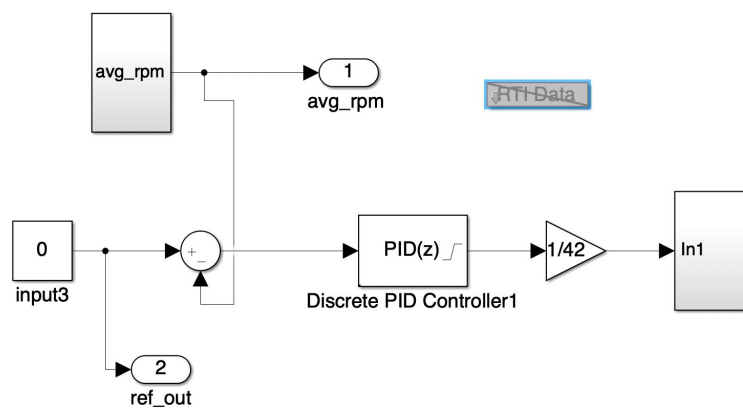 avg_rpm
1
avg_rpm
RTI Data
0
input3
+
_
PID(z)
Discrete PID Controller1
1/42
In1
2
ref_out